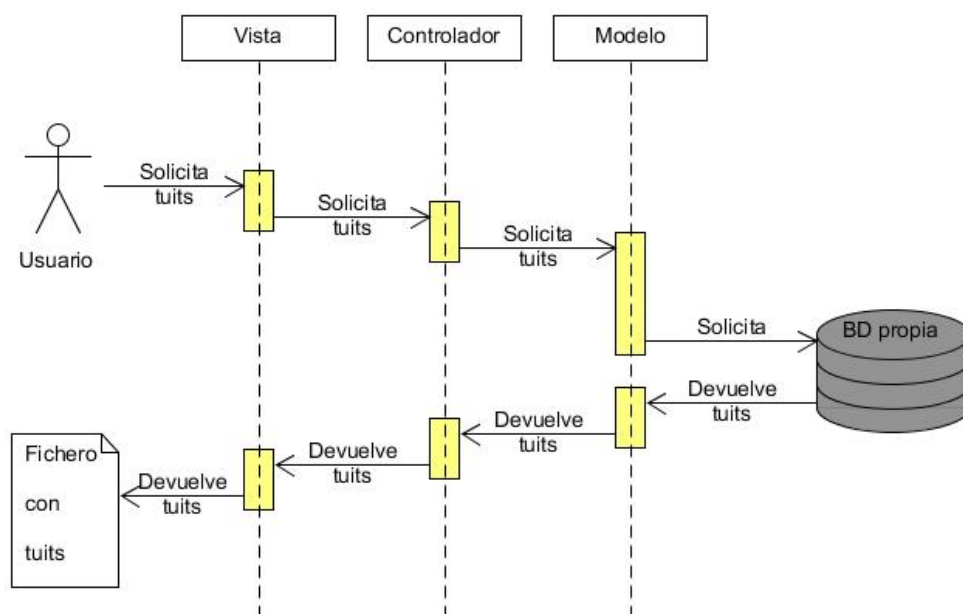 Vista
Controlador
Modelo
Solicita
tuits
Solicita
tuits
Solicita
tuits
Usuario
Solicita
BD propia
Devuelve
tuits
Devuelve
tuits
Devuelve
tuits
Devuelve
tuits
Fichero
con
tuits